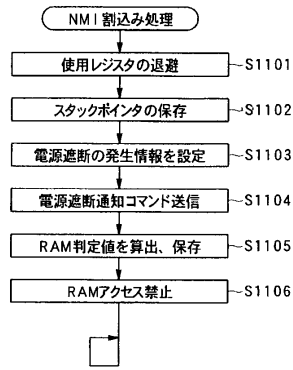 NMI割込み処理
使用レジスタの退避
S1101
スタックポインタの保存
S1102
電源遮断の発生情報を設定
S1103
電源遮断通知コマンド送信
S1104
RAM判定値を算出、保存
S1105
RAMアクセス禁止
S1106